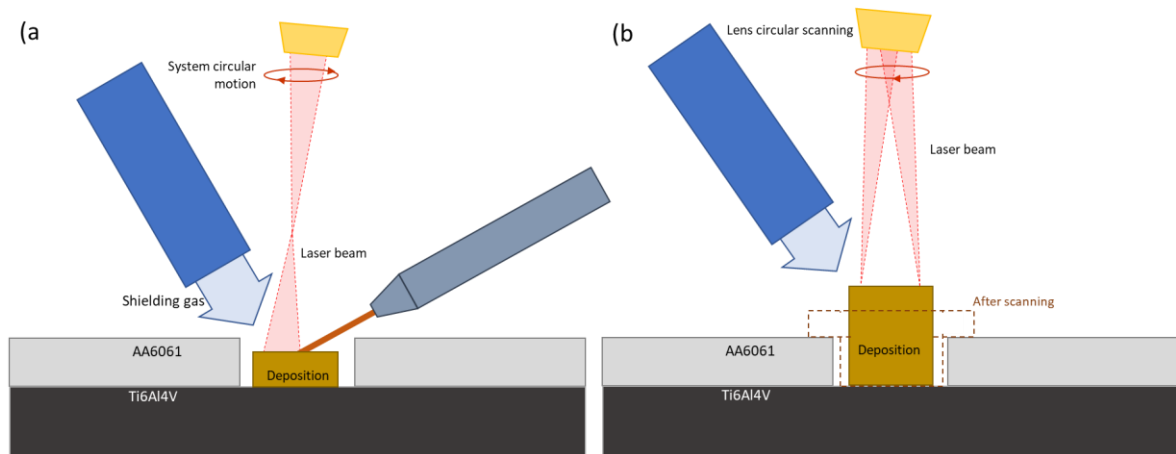 (a
System circular
motion
Laser beam
Shielding gas
AA6061
Deposition
Ti6Al4V
(b)
Lens circular scanning
Laser beam
After scanning
AA6061
Deposition
Ti6Al4V